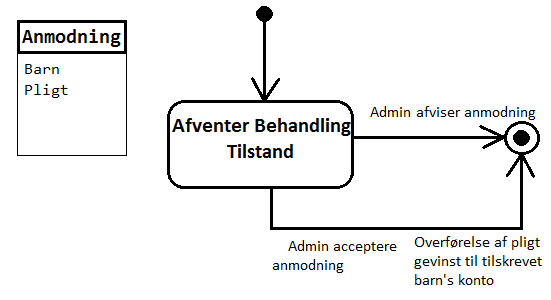 Anmodning
Barn
Pligt
Afventer Behandling
Tilstand
Admin afviser anmodning
Admin acceptere
anmodning
Overførelse af pligt
gevinst til tilskrevet
barn's konto